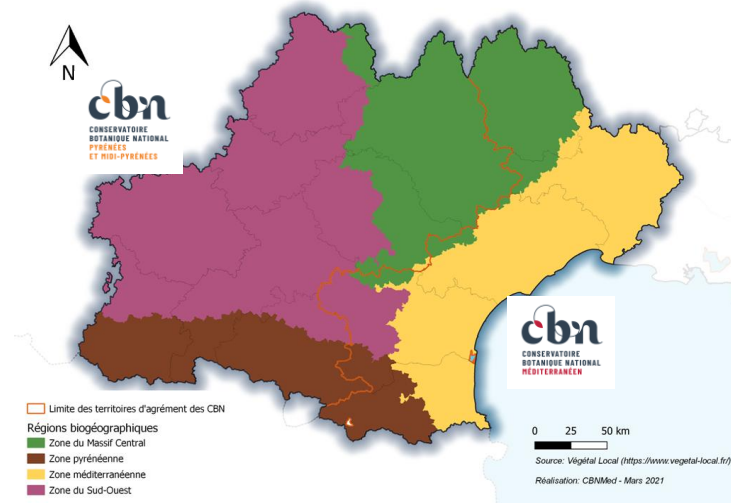 N
cbn
CONSERVATOIRE
BOTANIQUE NATIONAL
PYRÉNÉES
ET MIDI-PYRÉNÉES
cbn
CONSERVATOIRE
BOTANIQUE NATIONAL
MÉDITERRANÉEN
Limite des territoires d'agrément des CBN
Régions biogéographiques
Zone du Massif Central
Zone pyrénéenne
Zone méditerranéenne
Zone du Sud-Ouest
0 25 50 km
Source: Végétal Local (https://www.vegetal-local.fr/)
Réalisation: CBNMed - Mars 2021